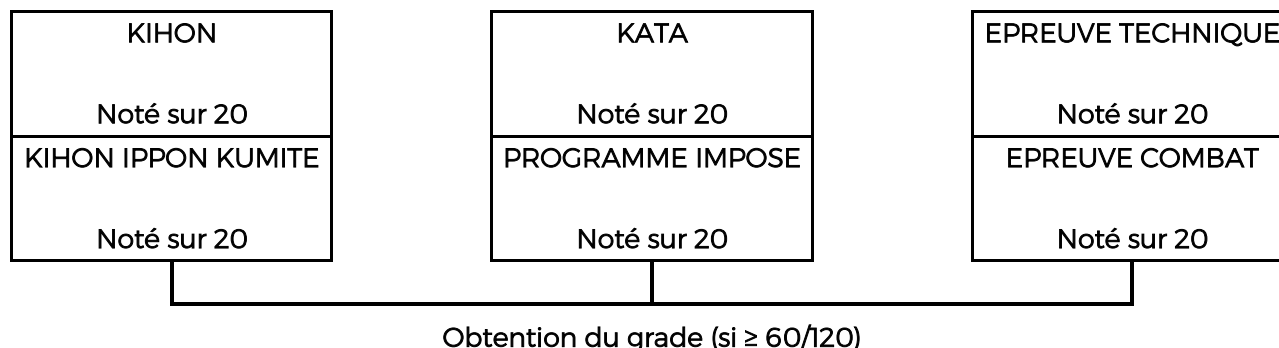 KIHON
Noté sur 20
KIHON IPPON KUMITE
Noté sur 20
KATA
Noté sur 20
PROGRAMME IMPOSE
Noté sur 20
EPREUVE TECHNIQUE
Noté sur 20
EPREUVE COMBAT
Noté sur 20
Obtention du grade (si ≥ 60/120)